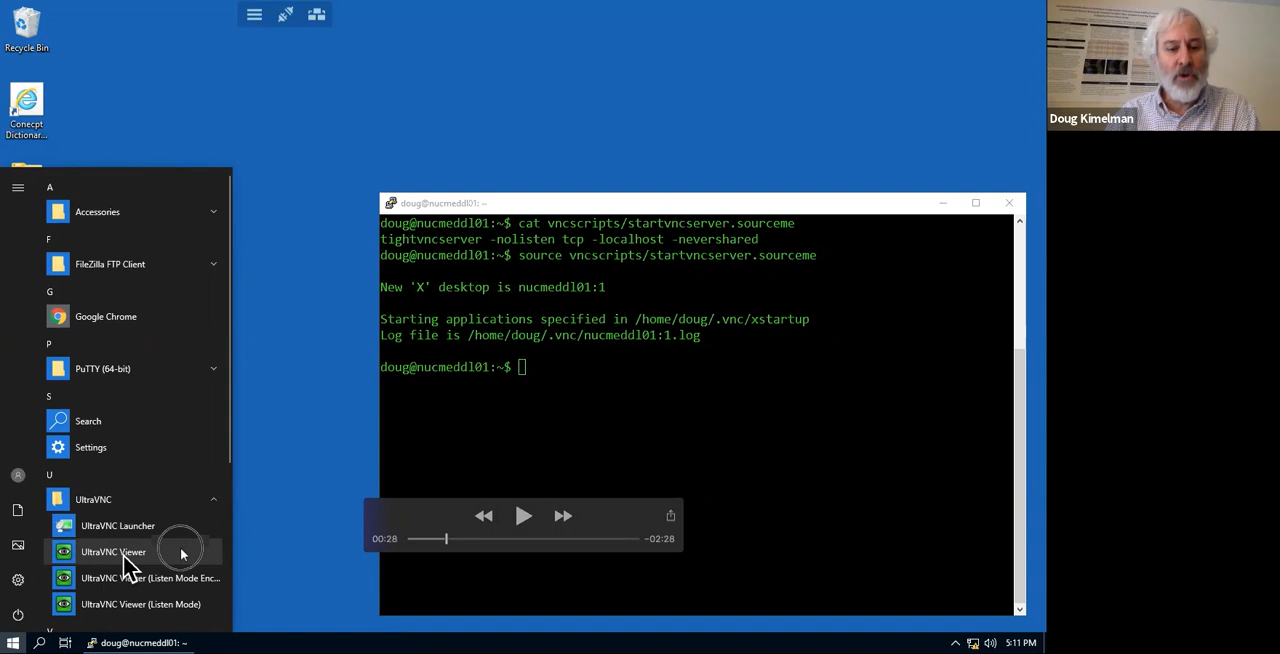 Recycle Bin
Conecpt
Dictionar...
Doug Kimelman
A
Accessories
F
FileZilla FTP Client
G
Google Chrome
P
PuTTY (64-bit)
S
Search
Settings
U
UltraVNC
UltraVNC Launcher
UltraVNC Viewer
UltraVNC Viewer (Listen Mode Enc...
UltraVNC Viewer (Listen Mode)
doug@nucmeddl01: ~
doug@nucmeddl01:~$ cat vncscripts/startvncserver.sourceme
tightvncserver -nolisten tcp -localhost -nevershared
doug@nucmeddl01:~$ source vncscripts/startvncserver.sourceme
New 'X' desktop is nucmeddl01:1
Starting applications specified in /home/doug/.vnc/xstartup
Log file is /home/doug/.vnc/nucmeddl01:1.log
doug@nucmeddl01:~$
00:28
-02:28
doug@nucmeddl01: ~
5:11 PM